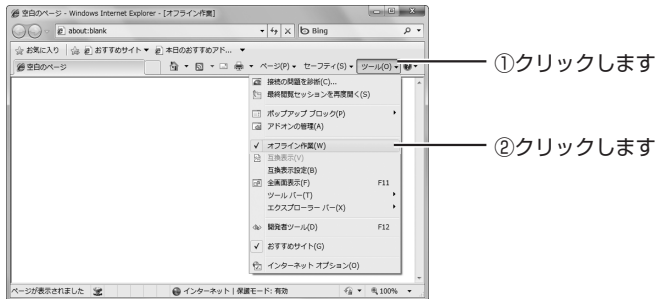 空白のページ - Windows Internet Explorer - [オフライン作業]
about:blank
Bing
お気に入り
おすすめサイト
本日のおすすめアド...
空白のページ
ページ(P)
セーフティ(S)
ツール(O)
①クリックします
接続の問題を診断(C)...
最終閲覧セッションを再度開く(S)
ポップアップ ブロック(P)
アドオンの管理(A)
オフライン作業(W)
②クリックします
互換表示(V)
互換表示設定(B)
全画面表示(F) F11
ツール バー(T)
エクスプローラー バー(X)
開発者ツール(D) F12
おすすめサイト(G)
インターネット オプション(O)
ページが表示されました
インターネット | 保護モード: 有効
100%